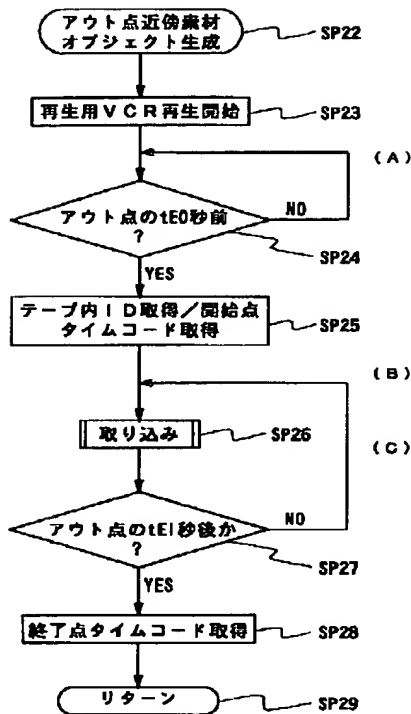 アウト点近傍素材
オブジェクト生成
SP22
再生用VCR再生開始
SP23
(A)
アウト点のtE0秒前
?
NO
SP24
YES
テープ内ID取得/開始点
タイムコード取得
SP25
(B)
取り込み
SP26
(C)
アウト点のtEI秒後か
?
NO
SP27
YES
終了点タイムコード取得
SP28
リターン
SP29